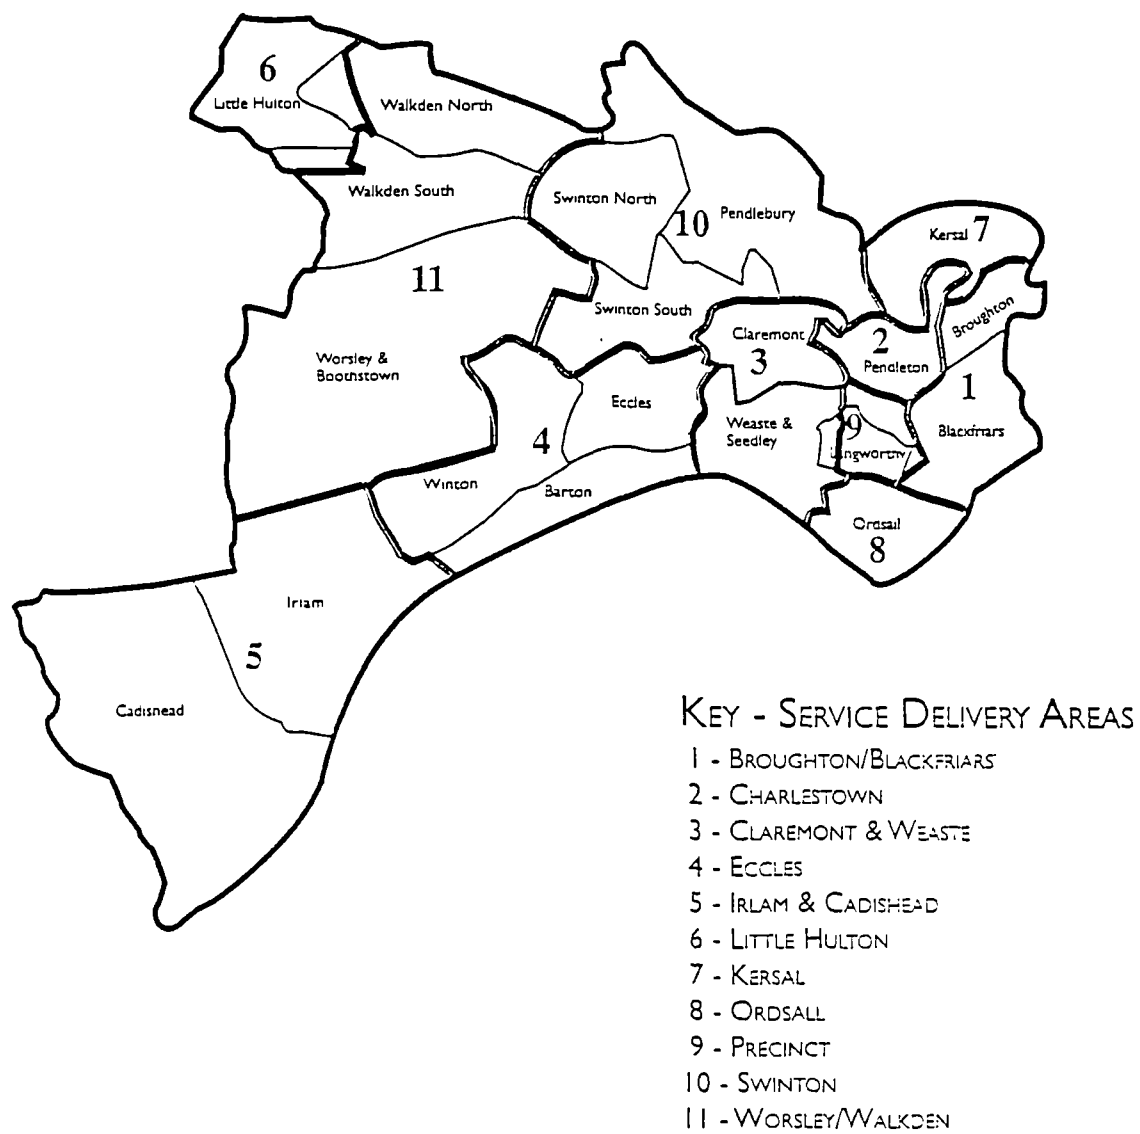 6
Little Hulton
Walkden North
Walkden South
Swinton North
10
Pendlebury
Kersal 7
11
Swinton South
Claremont
3
2
Pendleton
Broughton
1
Blackfriars
Worsley &
Boothstown
Eccles
4
Weaste &
Seedley
9
Langworthy
Winton
Barton
Ordsall
8
Irlam
5
Cadishead
KEY - SERVICE DELIVERY AREAS
1 - BROUGHTON/BLACKFRIARS
2 - CHARLESTOWN
3 - CLAREMONT & WEASTE
4 - ECCLES
5 - IRLAM & CADISHEAD
6 - LITTLE HULTON
7 - KERSAL
8 - ORDSALL
9 - PRECINCT
10 - SWINTON
11 - WORSLEY/WALKDEN